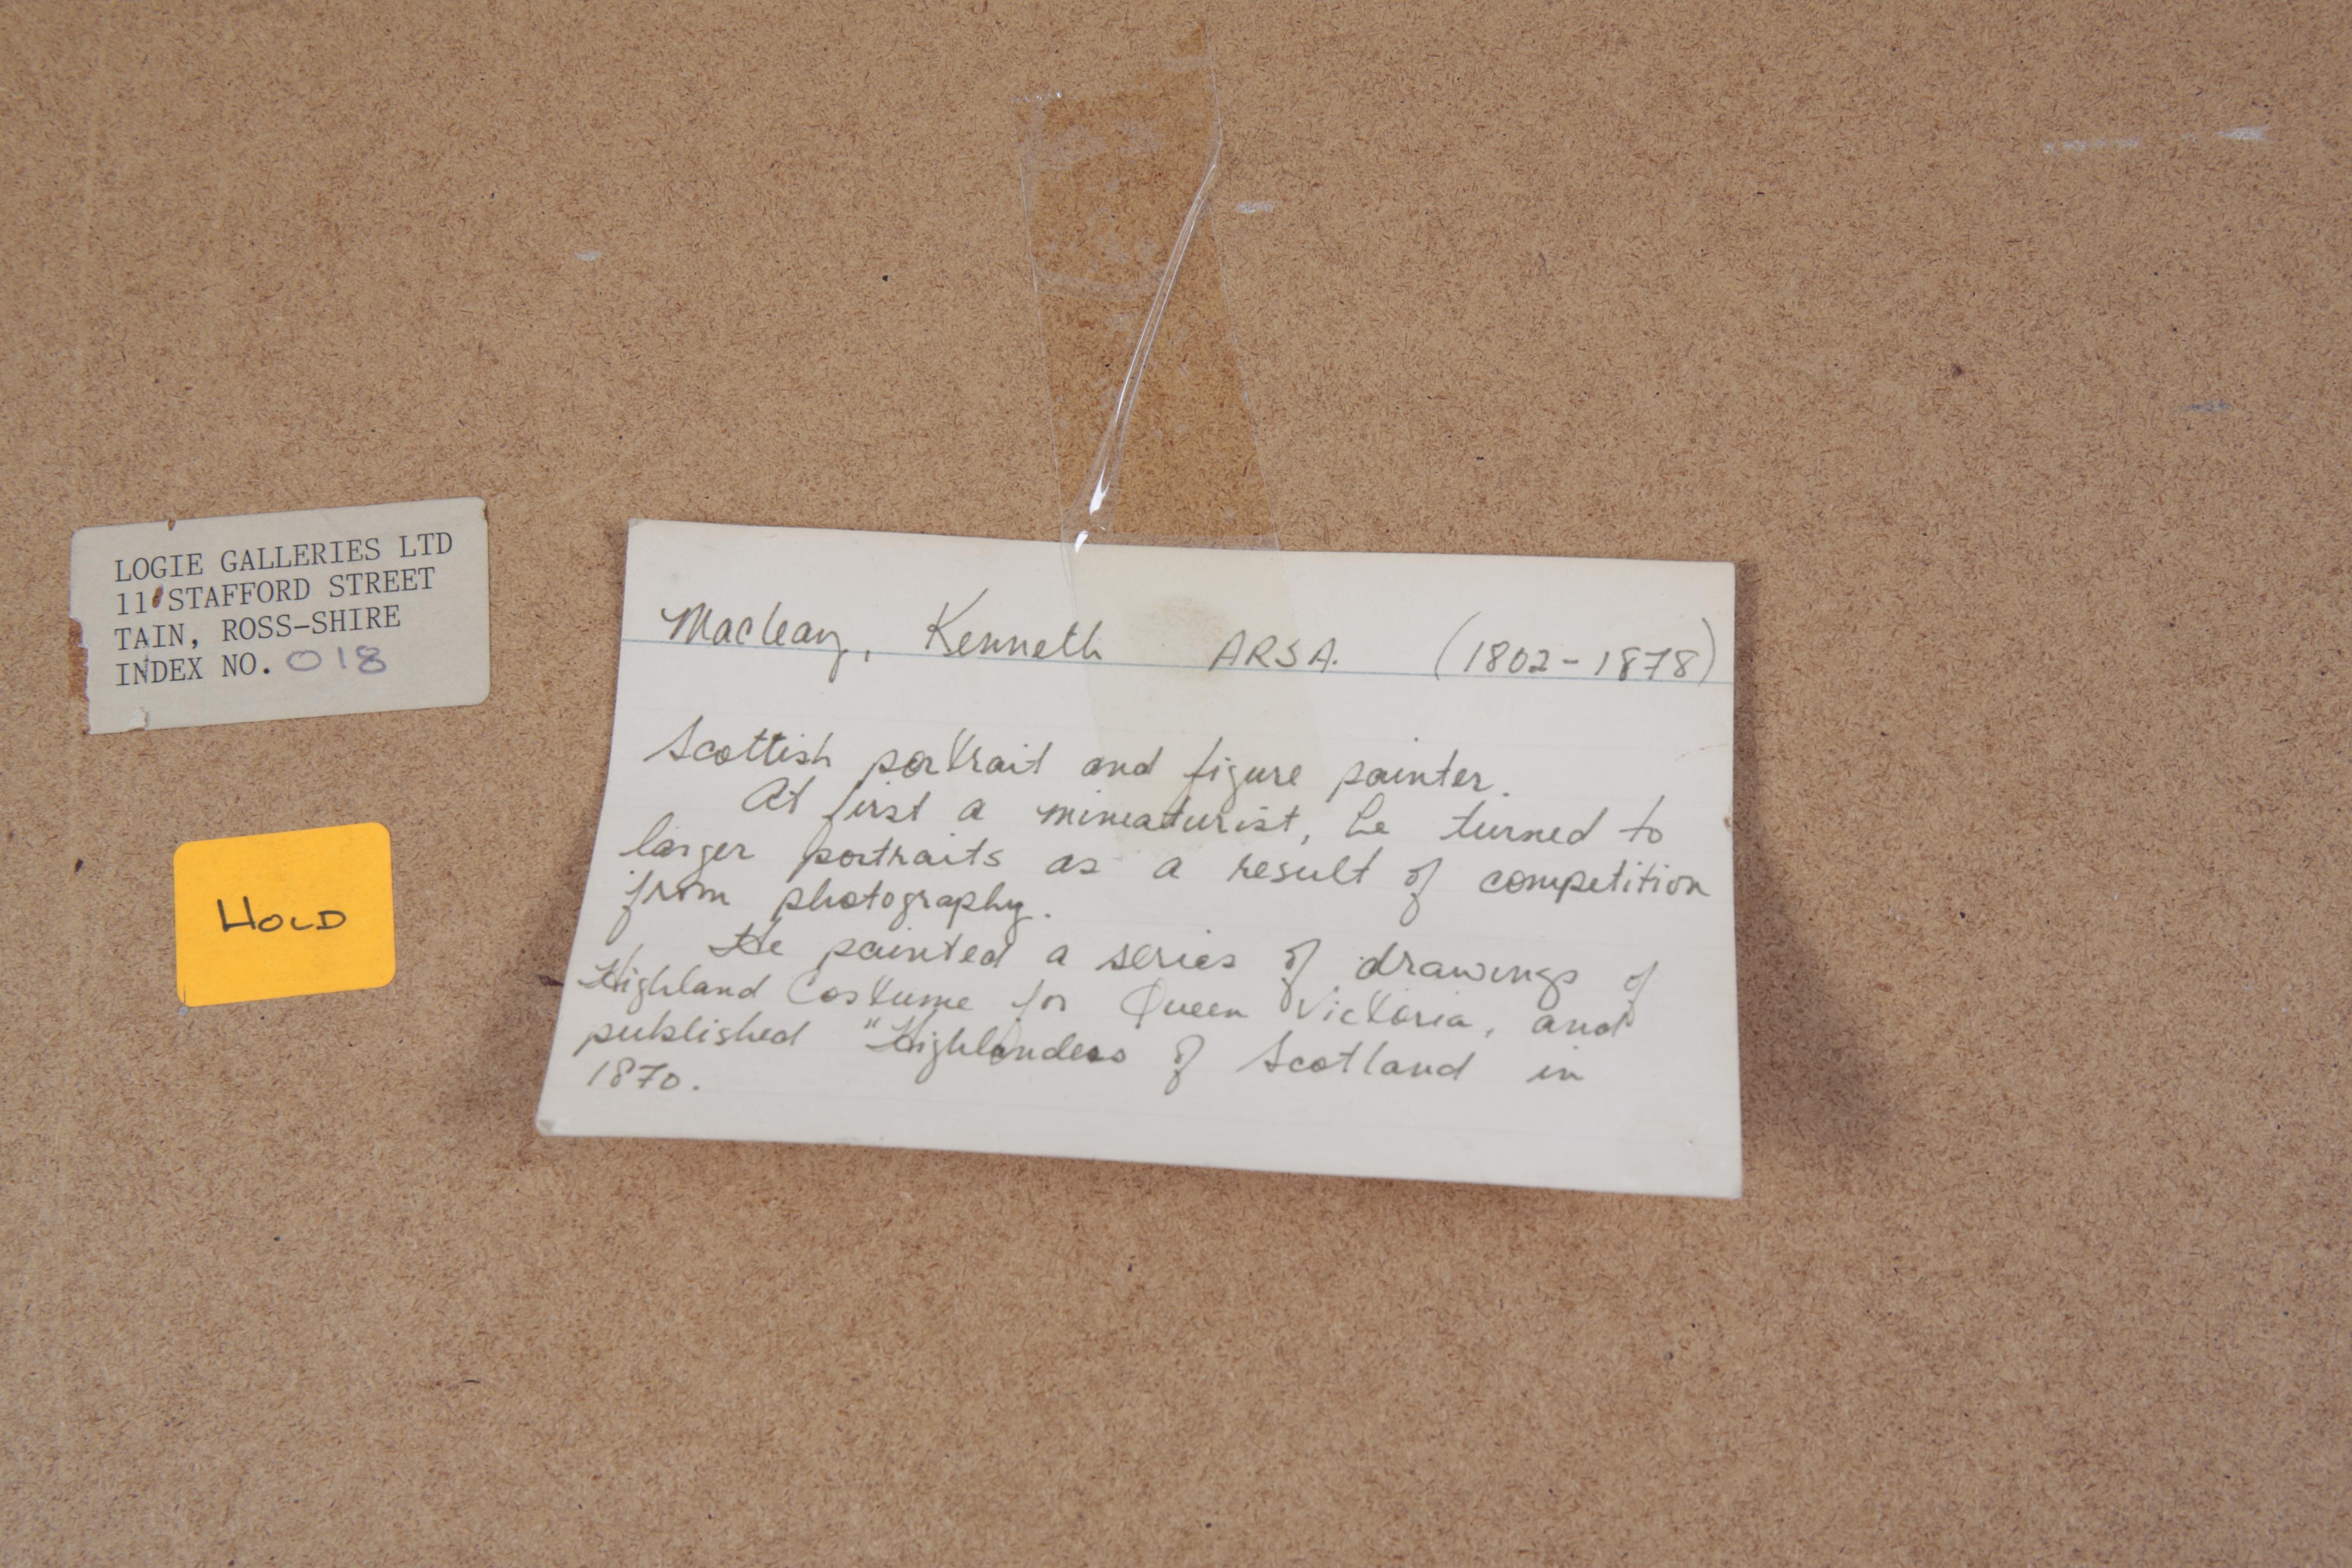 LOGIE GALLERIES LTD
11 STAFFORD STREET
TAIN, ROSS-SHIRE
INDEX NO. 018
HOLD
Macleay, Kenneth ARSA. (1802-1878)
Scottish portrait and figure painter.
At first a miniaturist, he turned to
larger portraits as a result of competition
from photography.
He painted a series of drawings of
Highland Costume for Queen Victoria, and
published "Highlanders of Scotland in
1870.